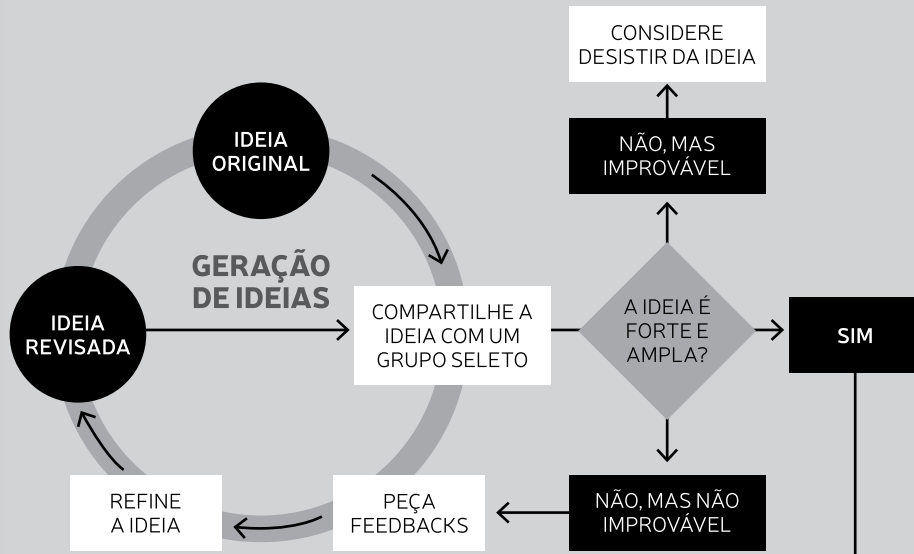 CONSIDERE
DESISTIR DA IDEIA
NÃO, MAS
IMPROVÁVEL
IDEIA
ORIGINAL
GERAÇÃO
DE IDEIAS
IDEIA
REVISADA
COMPARTILHE A
IDEIA COM UM
GRUPO SELETO
A IDEIA É
FORTE E
AMPLA?
SIM
REFINE
A IDEIA
PEÇA
FEEDBACKS
NÃO, MAS NÃO
IMPROVÁVEL